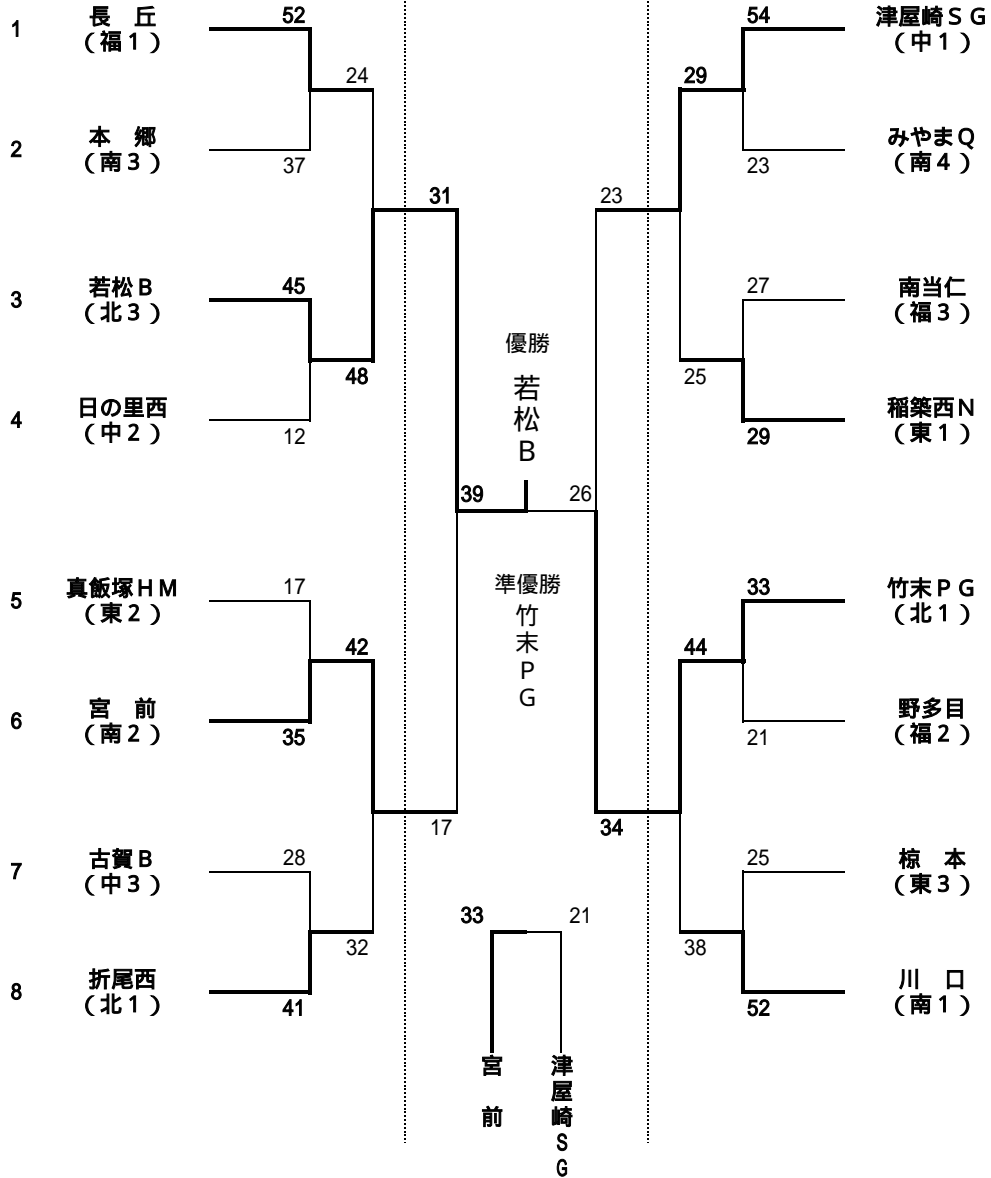 1
長　丘
（福１）
52
24
2
本　郷
（南３）
37
31
3
若松Ｂ
（北３）
45
48
4
日の里西
（中２）
12
39
5
真飯塚ＨＭ
（東２）
17
42
6
宮　前
（南２）
35
17
7
古賀Ｂ
（中３）
28
32
8
折尾西
（北１）
41
優勝
若松Ｂ
準優勝
竹末ＰＧ
33
21
宮　前
津屋崎ＳＧ
54
津屋崎ＳＧ
（中１）
29
23
みやまＱ
（南４）
23
27
南当仁
（福３）
25
29
稲築西Ｎ
（東１）
26
33
竹末ＰＧ
（北１）
44
21
野多目
（福２）
34
25
椋　本
（東３）
38
52
川　口
（南１）